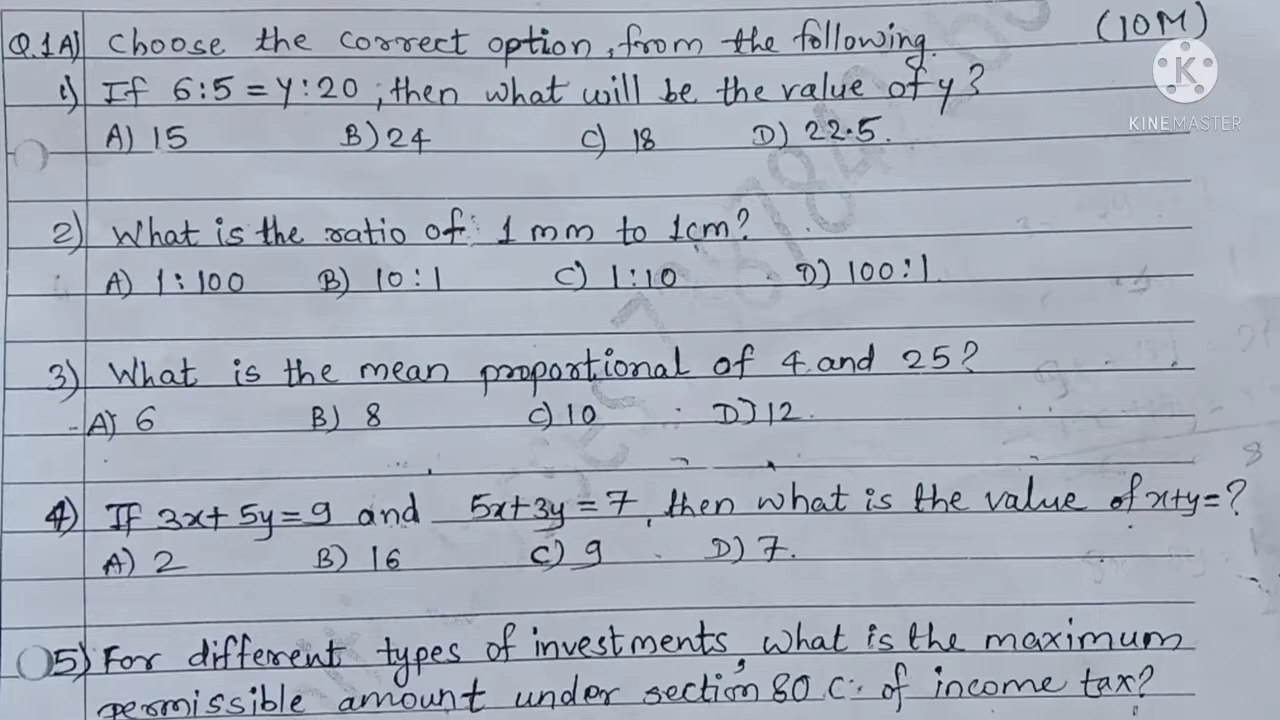 Q.1A) Choose the correct option, from the following. (10M)
1) If 6:5 = y:20, then what will be the value of y?
A) 15 B) 24 C) 18 D) 22.5.
KINEMASTER
2) What is the ratio of 1 mm to 1cm?
A) 1:100 B) 10:1 C) 1:10 D) 100:1.
3) What is the mean proportional of 4 and 25?
A) 6 B) 8 C) 10 D) 12.
4) If 3x+5y=9 and 5x+3y=7, then what is the value of x+y=?
A) 2 B) 16 C) 9 D) 7.
5) For different types of investments, what is the maximum
permissible amount under section 80 C. of income tax?